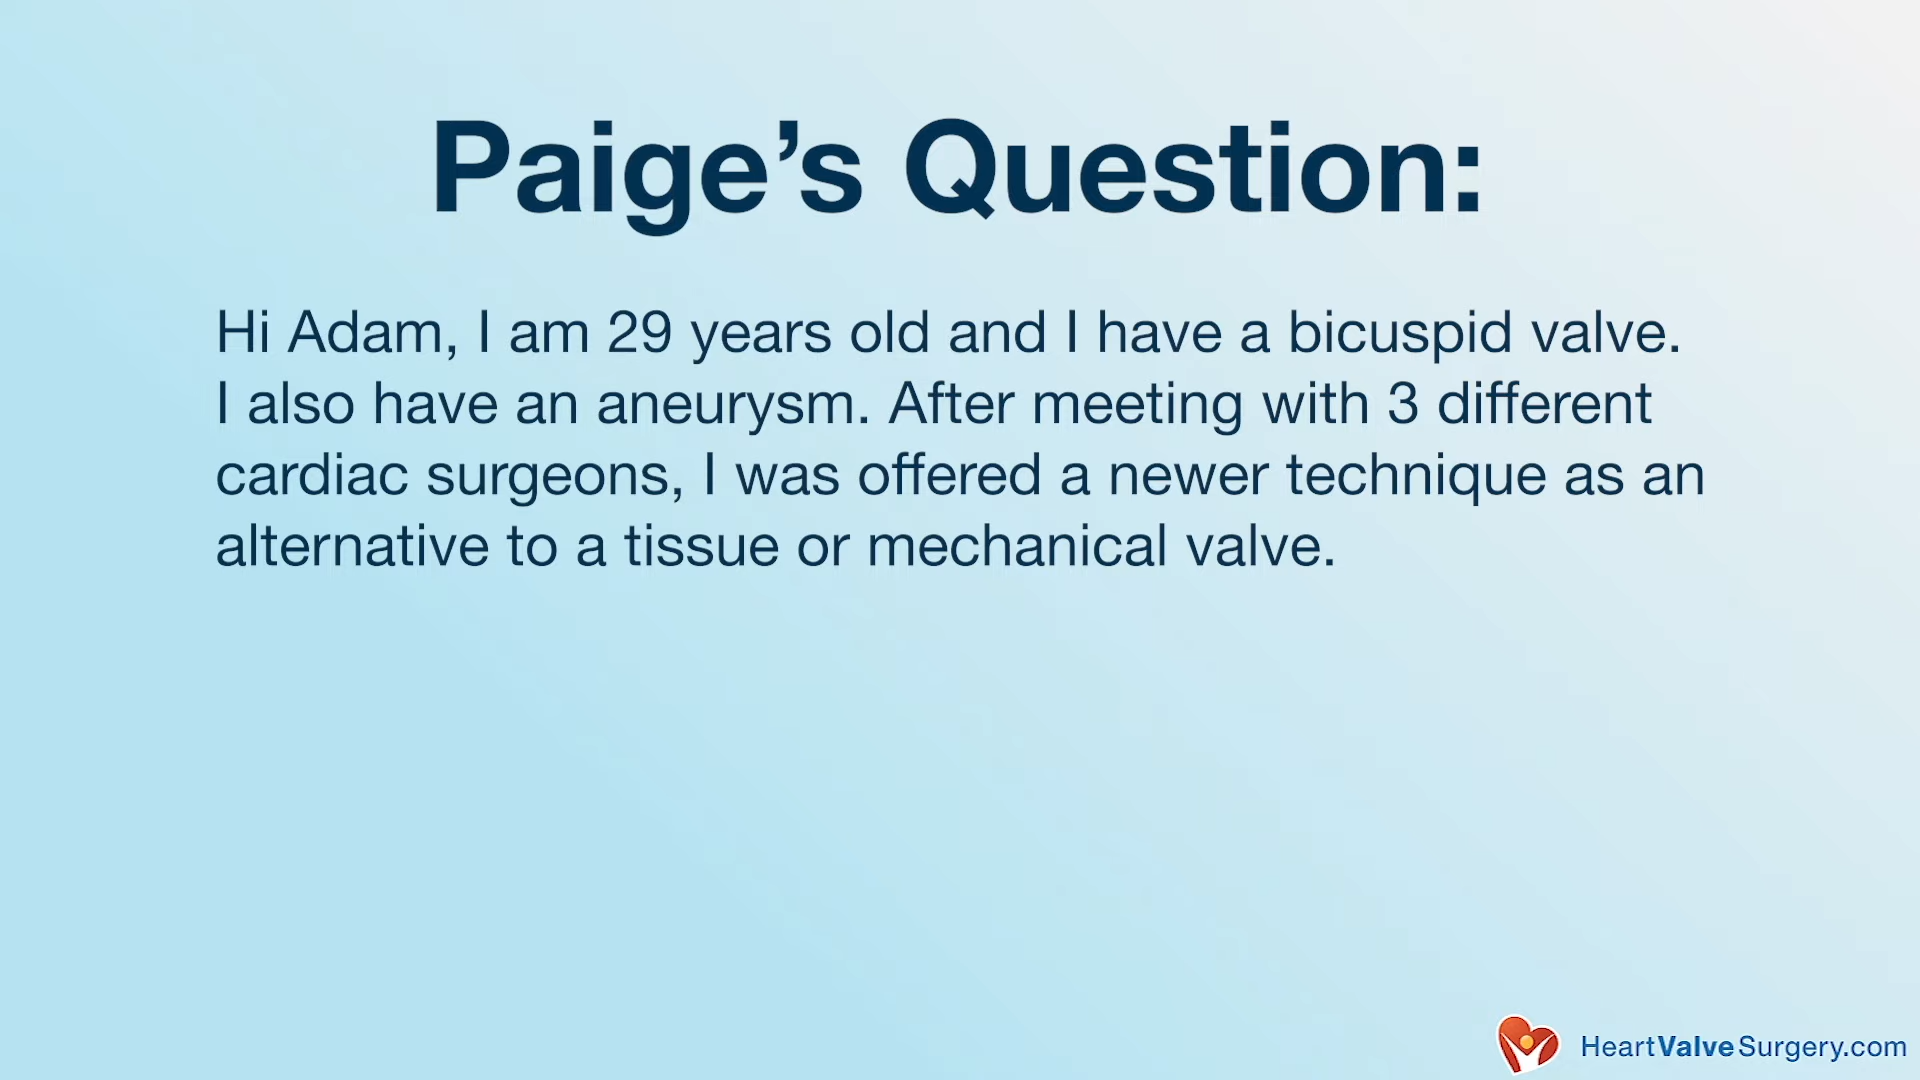 Paige’s Question:
Hi Adam, I am 29 years old and I have a bicuspid valve.
I also have an aneurysm. After meeting with 3 different
cardiac surgeons, I was offered a newer technique as an
alternative to a tissue or mechanical valve.
HeartValveSurgery.com